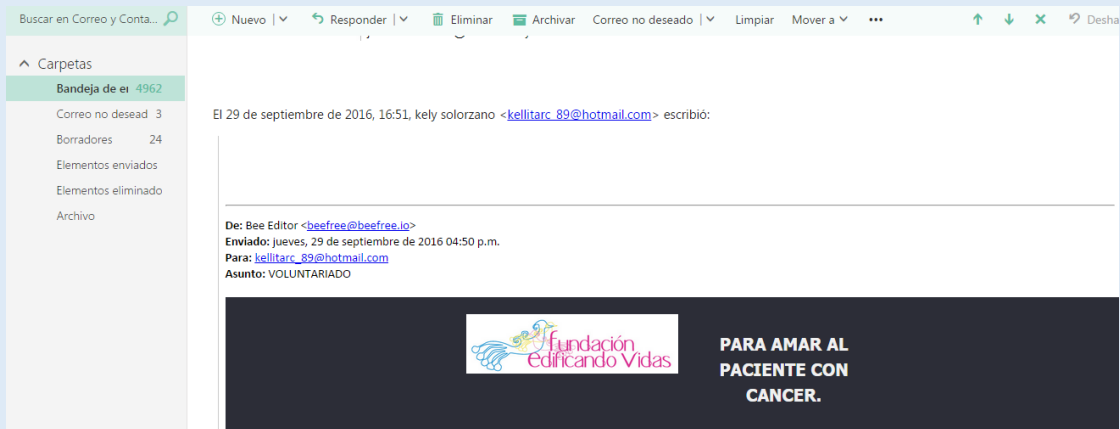 Buscar en Correo y Conta...
Nuevo Responder Eliminar Archivar Correo no deseado Limpiar Mover a ... Desha
Carpetas
Bandeja de er 4962
Correo no desead 3
Borradores 24
Elementos enviados
Elementos eliminado
Archivo
El 29 de septiembre de 2016, 16:51, kely solorzano <kellitarc_89@hotmail.com> escribió:
De: Bee Editor <beefree@beefree.io>
Enviado: jueves, 29 de septiembre de 2016 04:50 p.m.
Para: kellitarc_89@hotmail.com
Asunto: VOLUNTARIADO
Fundación
edificando Vidas
PARA AMAR AL
PACIENTE CON
CANCER.